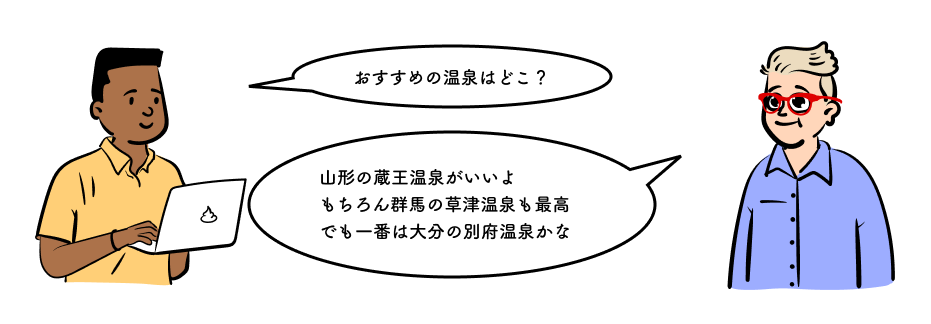 おすすめの温泉はどこ？
山形の蔵王温泉がいいよ
もちろん群馬の草津温泉も最高
でも一番は大分の別府温泉かな